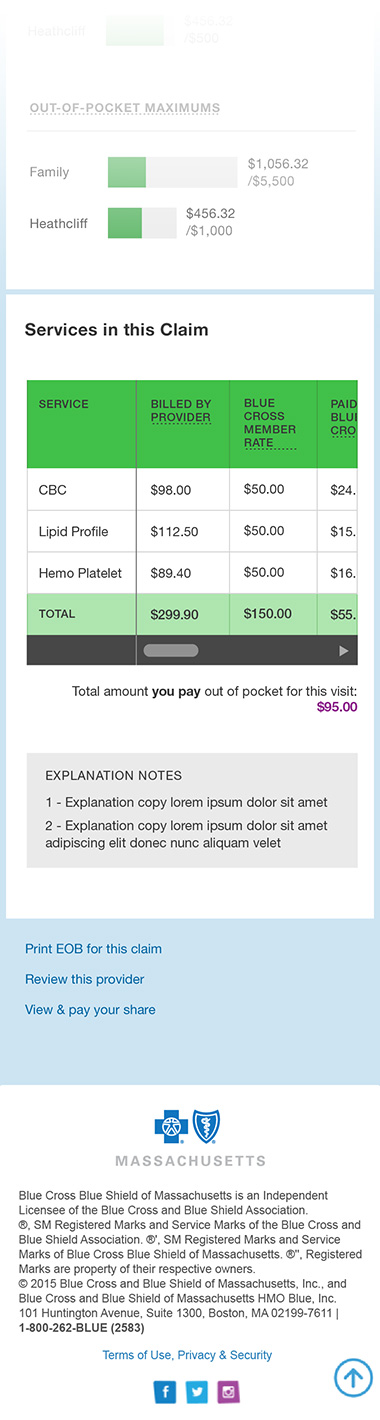 Heathcliff
$456.32
/$500
OUT-OF-POCKET MAXIMUMS
Family
$1,056.32
/$5,500
Heathcliff
$456.32
/$1,000
Services in this Claim
SERVICE
BILLED BY
PROVIDER
BLUE
CROSS
MEMBER
RATE
PAID
BLU
CRO
CBC $98.00 $50.00 $24.
Lipid Profile $112.50 $50.00 $15.
Hemo Platelet $89.40 $50.00 $16.
TOTAL $299.90 $150.00 $55.
Total amount you pay out of pocket for this visit:
$95.00
EXPLANATION NOTES
1 - Explanation copy lorem ipsum dolor sit amet
2 - Explanation copy lorem ipsum dolor sit amet
adipiscing elit donec nunc aliquam velet
Print EOB for this claim
Review this provider
View & pay your share
MASSACHUSETTS
Blue Cross Blue Shield of Massachusetts is an Independent
Licensee of the Blue Cross and Blue Shield Association.
®, SM Registered Marks and Service Marks of the Blue Cross and
Blue Shield Association. ®', SM Registered Marks and Service
Marks of Blue Cross Blue Shield of Massachusetts. ®", Registered
Marks are property of their respective owners.
© 2015 Blue Cross and Blue Shield of Massachusetts, Inc., and
Blue Cross and Blue Shield of Massachusetts HMO Blue, Inc.
101 Huntington Avenue, Suite 1300, Boston, MA 02199-7611 |
1-800-262-BLUE (2583)
Terms of Use, Privacy & Security